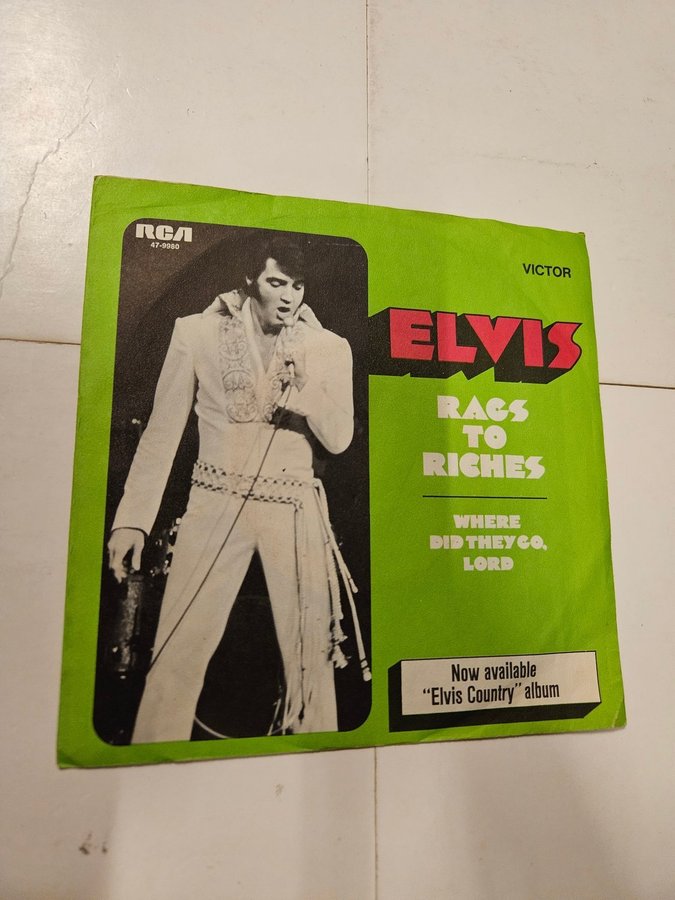 RCA
47-9980
VICTOR
ELVIS
RAGS
TO
RICHES
WHERE
DID THEY GO,
LORD
Now available
“Elvis Country” album